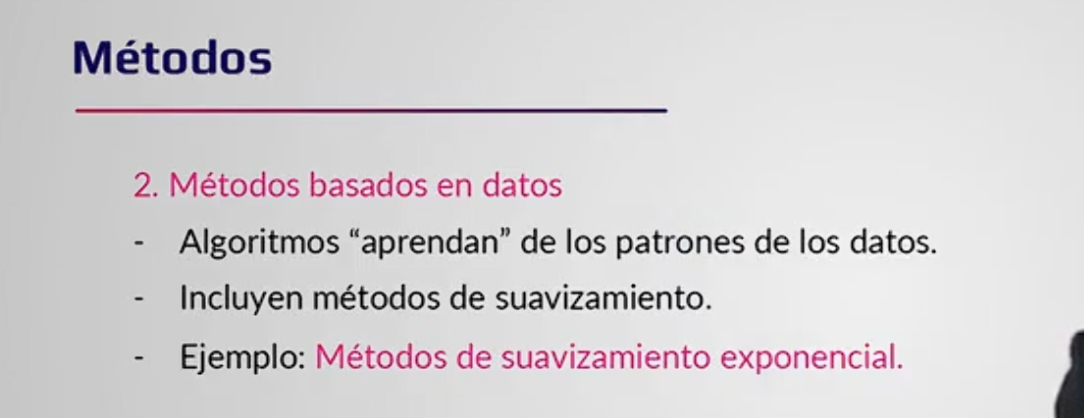 Métodos
2. Métodos basados en datos
- Algoritmos “aprendan” de los patrones de los datos.
- Incluyen métodos de suavizamiento.
- Ejemplo: Métodos de suavizamiento exponencial.